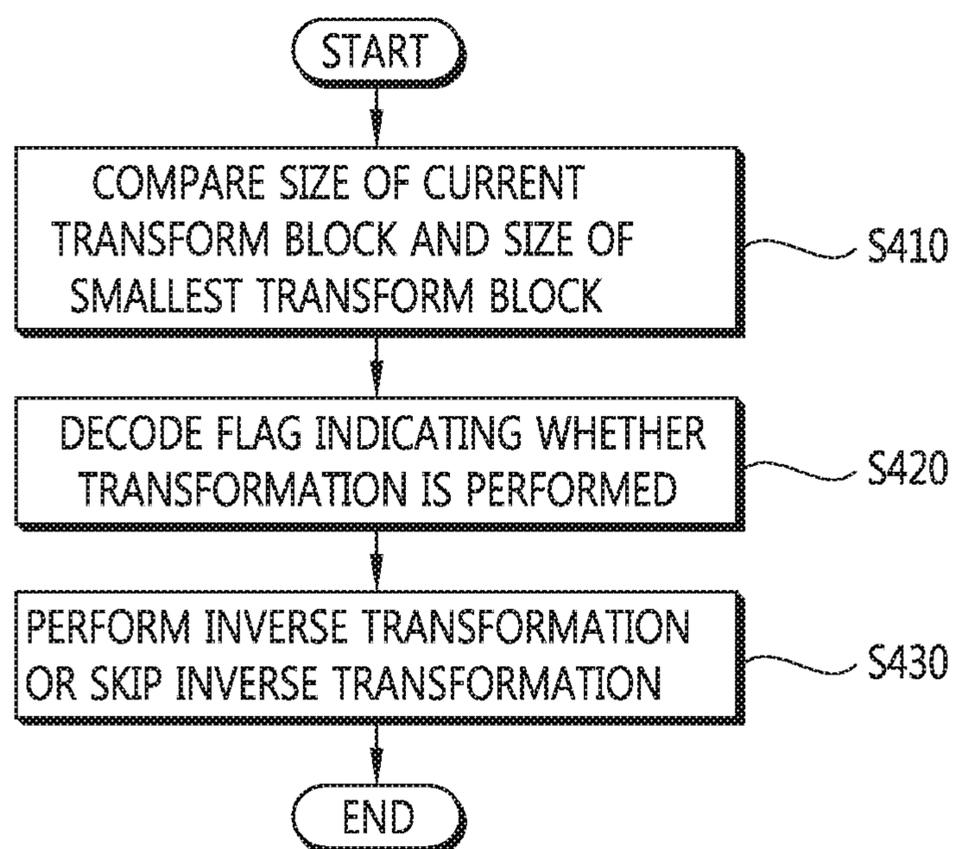 START
COMPARE SIZE OF CURRENT
TRANSFORM BLOCK AND SIZE OF
SMALLEST TRANSFORM BLOCK
S410
DECODE FLAG INDICATING WHETHER
TRANSFORMATION IS PERFORMED
S420
PERFORM INVERSE TRANSFORMATION
OR SKIP INVERSE TRANSFORMATION
S430
END